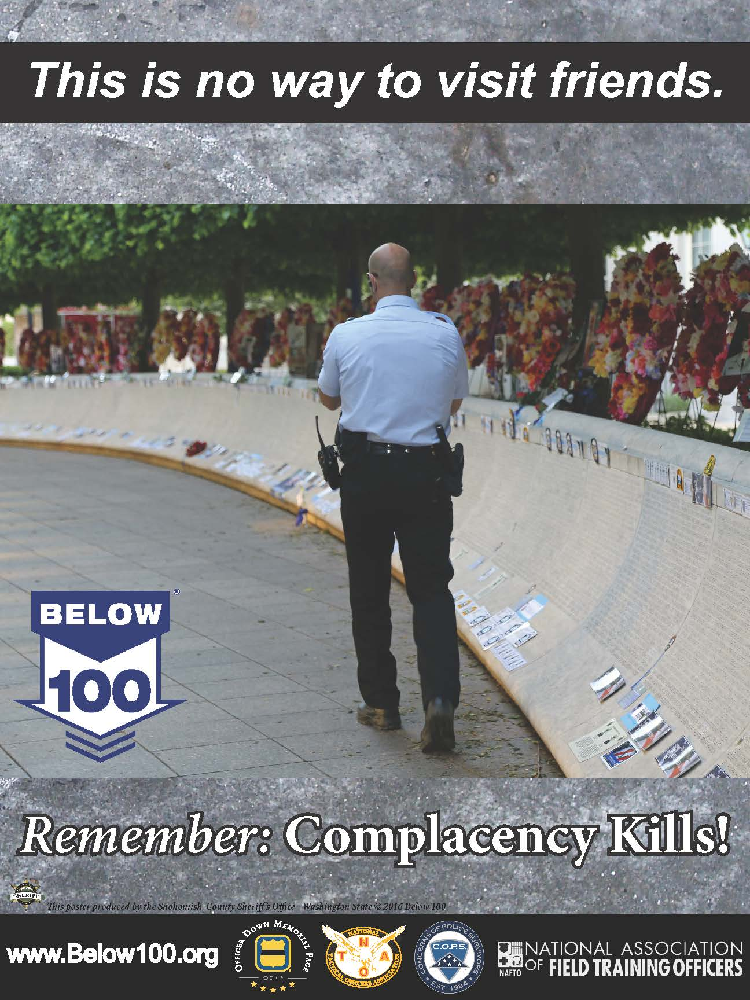 This is no way to visit friends.
BELOW
100
®
Remember: Complacency Kills!
SHERIFF
This poster produced by the Snohomish County Sheriff's Office - Washington State © 2016 Below 100
www.Below100.org
OFFICER DOWN MEMORIAL PAGE
ODMP
NATIONAL
TACTICAL OFFICERS ASSOCIATION
N
T A
O
CONCERNS OF POLICE SURVIVORS
C.O.P.S.
EST. 1984
NAFTO
NATIONAL ASSOCIATION
OF FIELD TRAINING OFFICERS